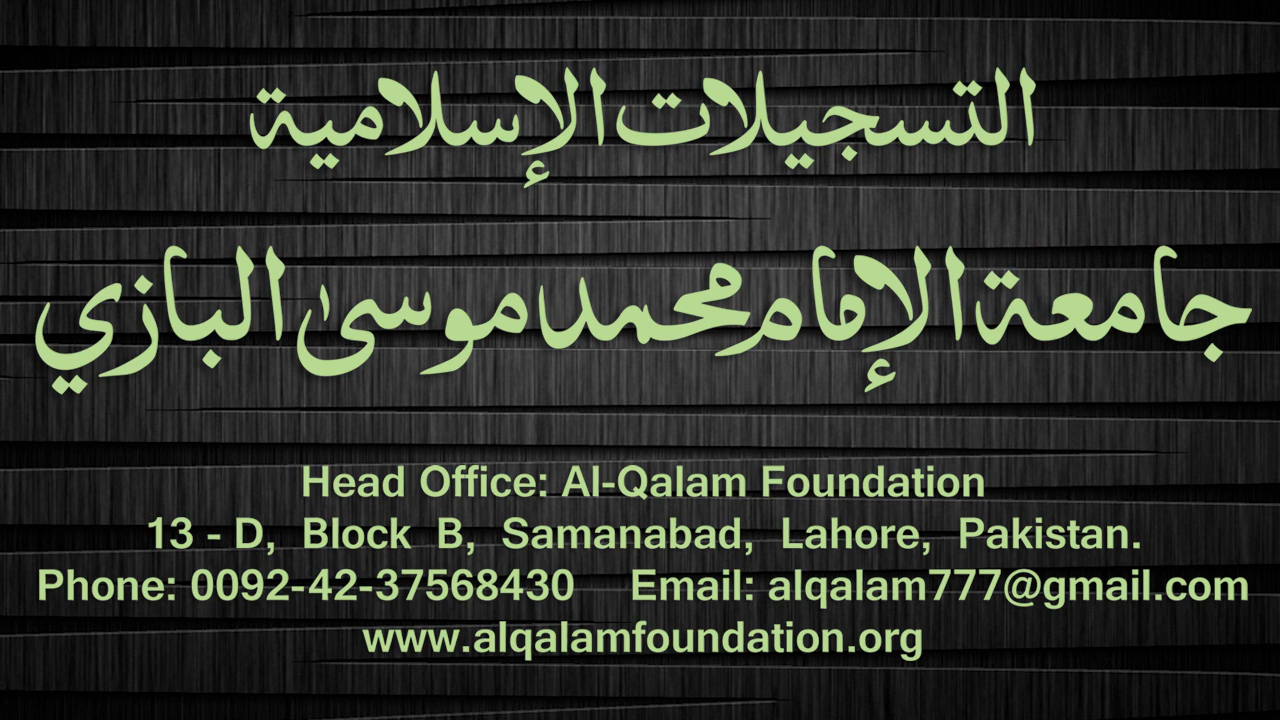 التسجيلات الإسلامية
جامعة الإمام محمد موسىٰ البازي
Head Office: Al-Qalam Foundation
13 - D, Block B, Samanabad, Lahore, Pakistan.
Phone: 0092-42-37568430 Email: alqalam777@gmail.com
www.alqalamfoundation.org